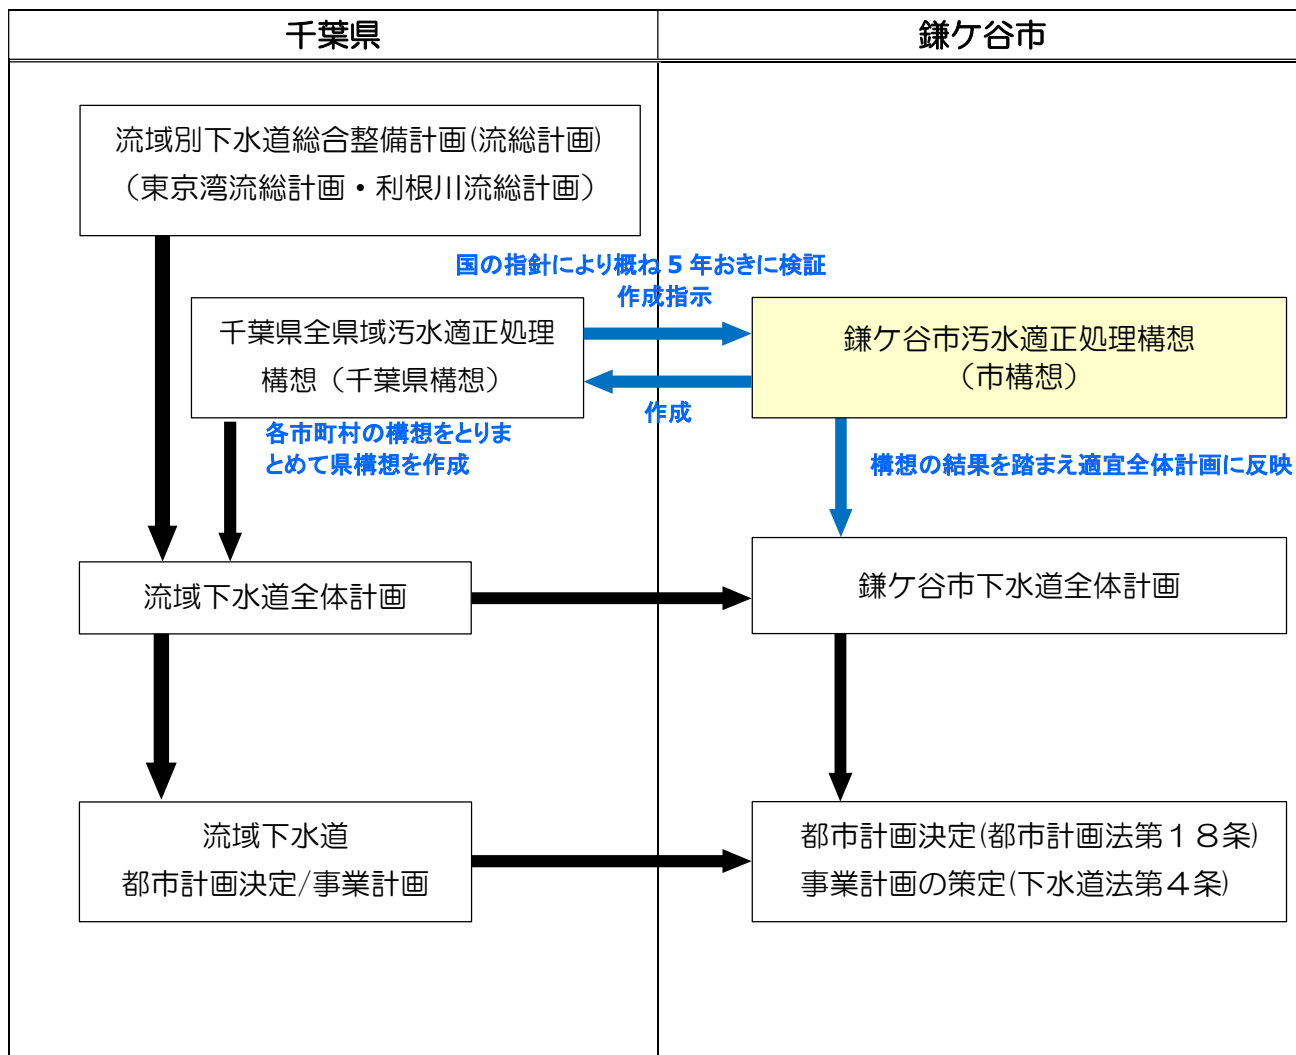 千葉県
鎌ケ谷市
流域別下水道総合整備計画(流総計画)
（東京湾流総計画・利根川流総計画）
国の指針により概ね5年おきに検証
作成指示
千葉県全県域汚水適正処理
構想（千葉県構想）
鎌ケ谷市汚水適正処理構想
（市構想）
作成
各市町村の構想をとりま
とめて県構想を作成
構想の結果を踏まえ適宜全体計画に反映
流域下水道全体計画
鎌ケ谷市下水道全体計画
流域下水道
都市計画決定/事業計画
都市計画決定(都市計画法第１８条)
事業計画の策定(下水道法第４条)